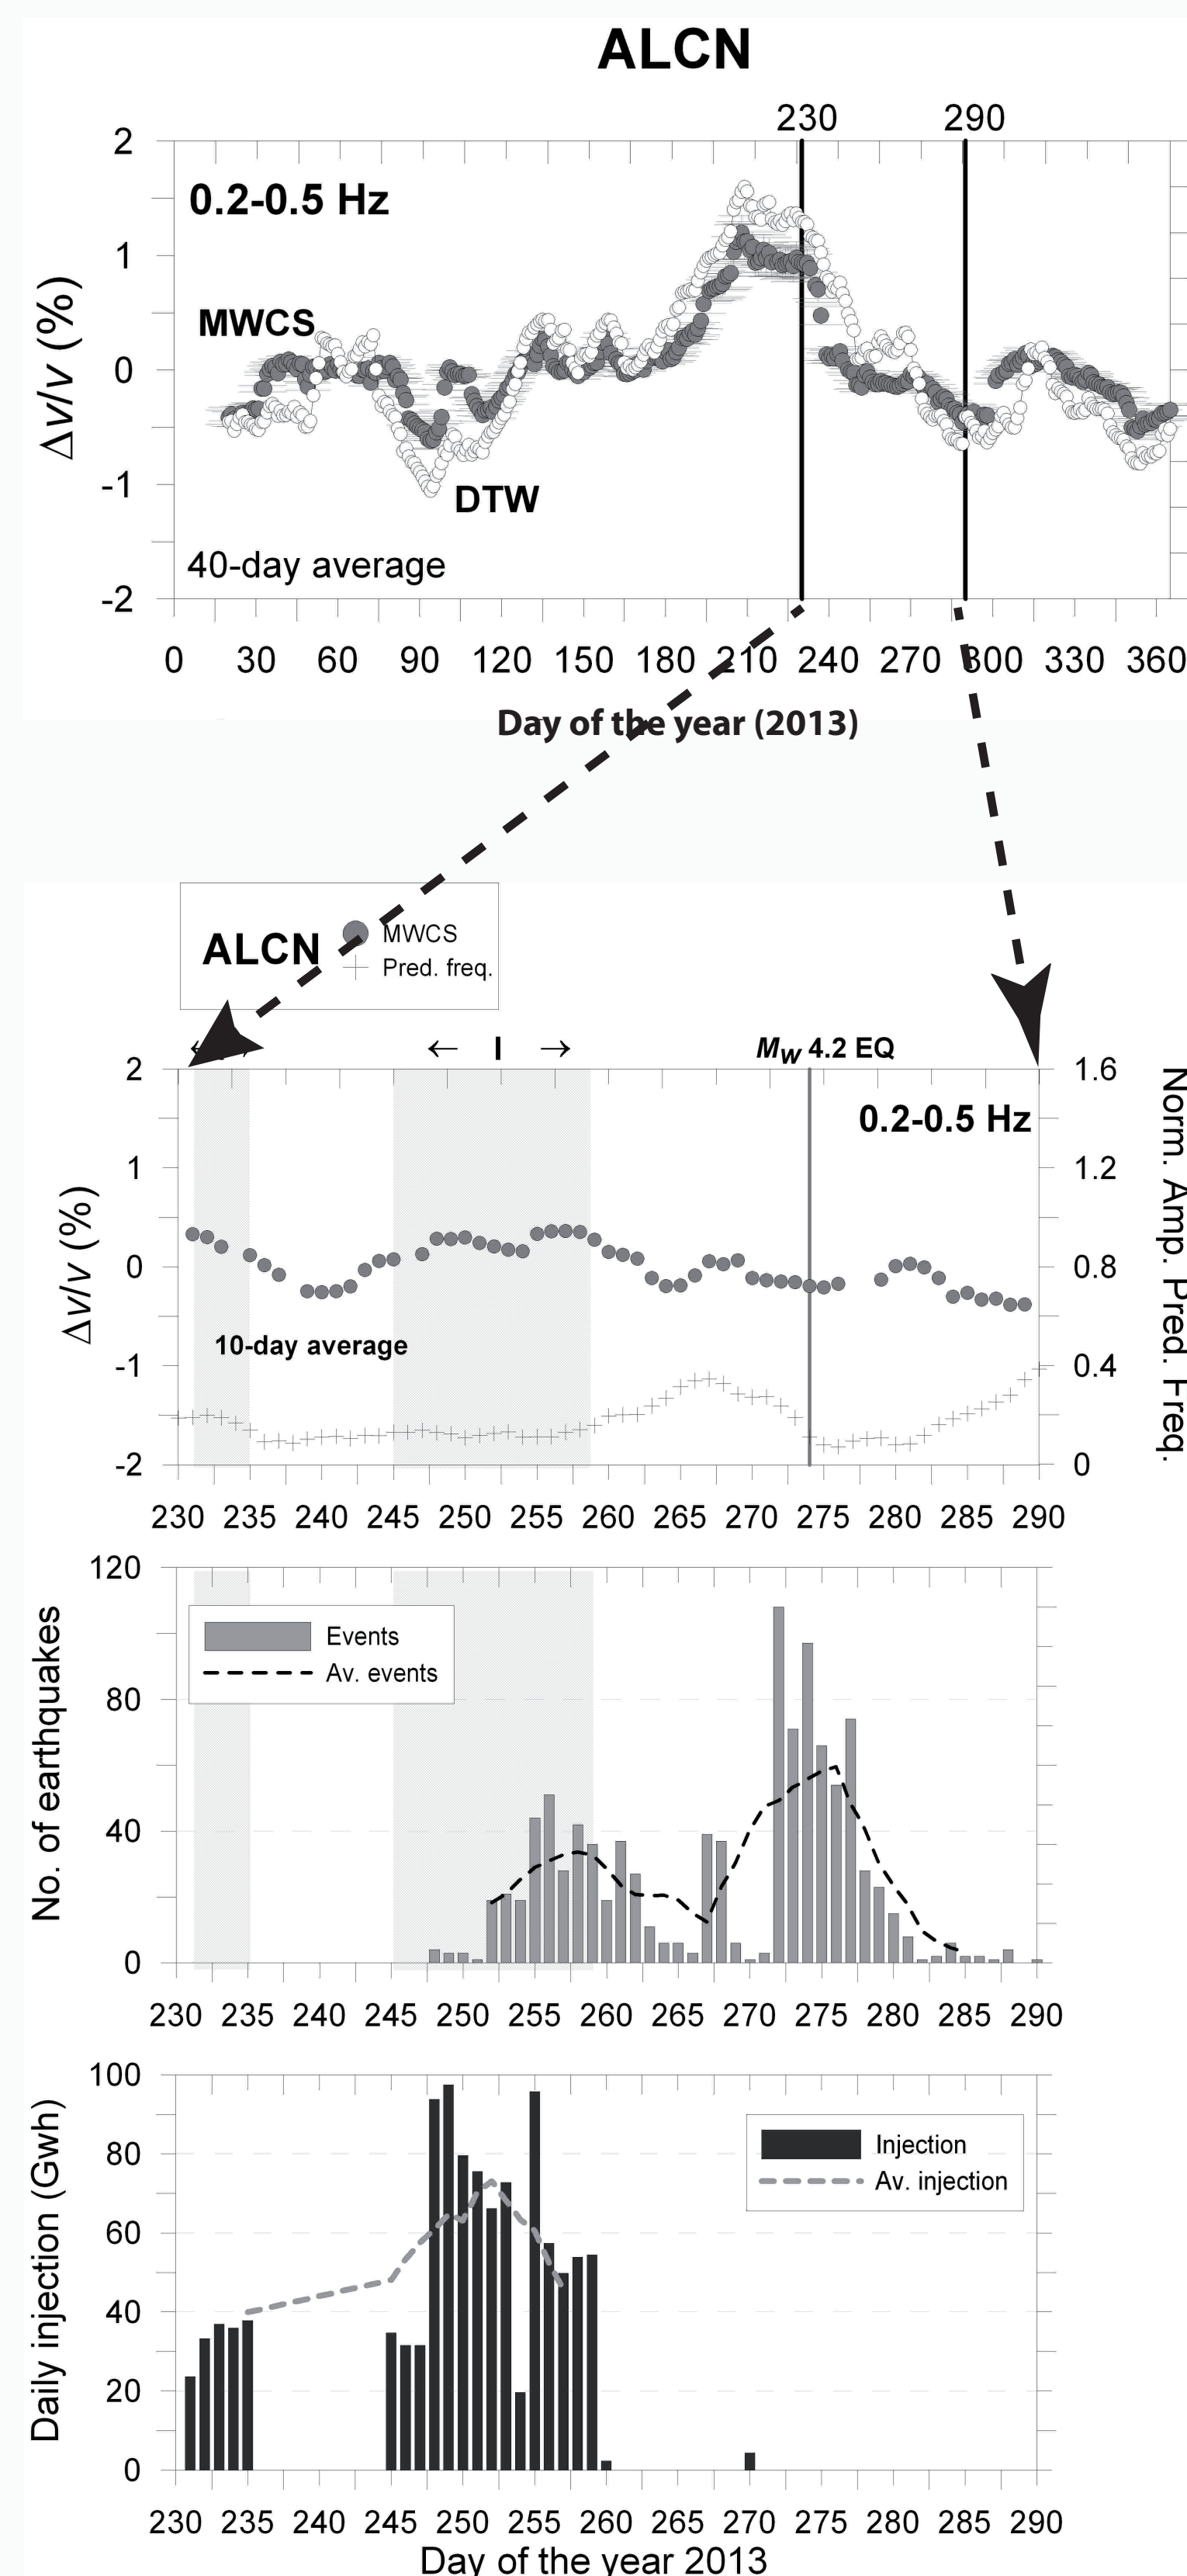 ALCN
230 290
2
0.2-0.5 Hz
1
MWCS
0
Δv/v (%)
-1
DTW
40-day average
-2
0 30 60 90 120 150 180 210 240 270 300 330 360
Day of the year (2013)
ALCN
MWCS
Pred. freq.
← I → Mw 4.2 EQ
2 1.6
0.2-0.5 Hz
1 1.2
0 0.8
Δv/v (%)
Norm. Amp. Pred. Freq.
10-day average
-1 0.4
-2 0
230 235 240 245 250 255 260 265 270 275 280 285 290
120
Events
Av. events
80
No. of earthquakes
40
0
230 235 240 245 250 255 260 265 270 275 280 285 290
100
Injection
Av. injection
80
60
Daily injection (Gwh)
40
20
0
230 235 240 245 250 255 260 265 270 275 280 285 290
Day of the year 2013